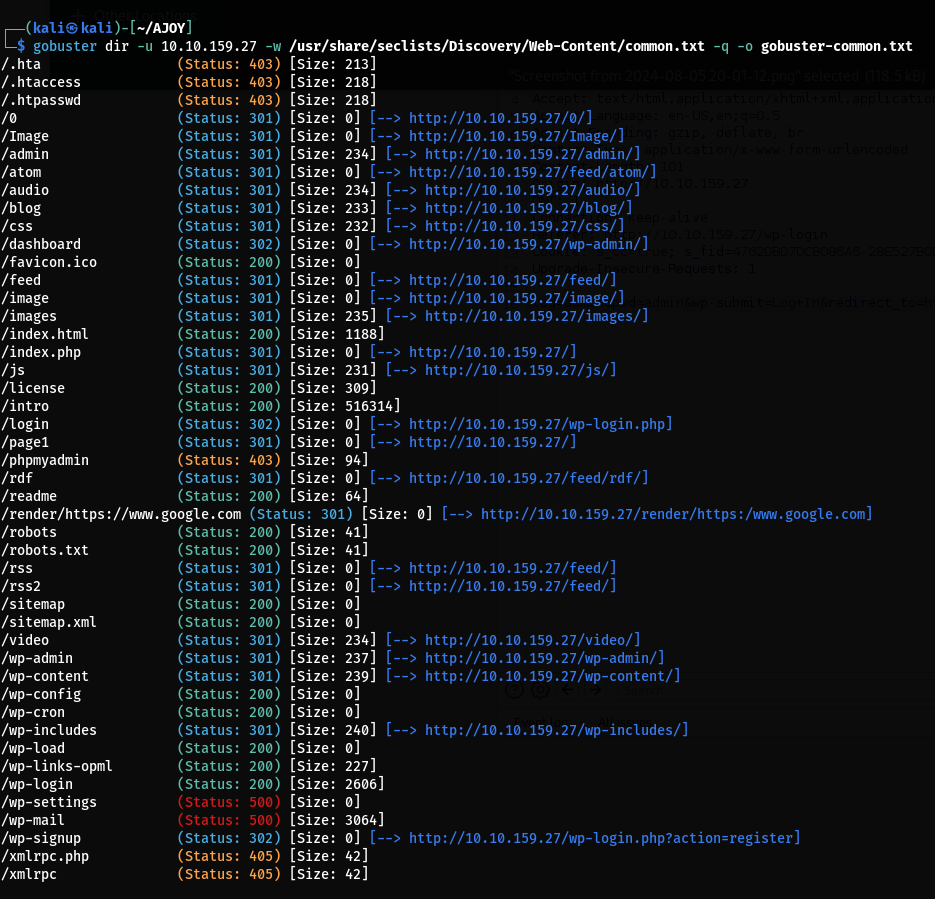 ┌──(kali㉿kali)-[~/AJOY]
└─$ gobuster dir -u 10.10.159.27 -w /usr/share/seclists/Discovery/Web-Content/common.txt -q -o gobuster-common.txt
/.hta (Status: 403) [Size: 213]
/.htaccess (Status: 403) [Size: 218]
/.htpasswd (Status: 403) [Size: 218]
/0 (Status: 301) [Size: 0] [--> http://10.10.159.27/0/]
/Image (Status: 301) [Size: 0] [--> http://10.10.159.27/Image/]
/admin (Status: 301) [Size: 234] [--> http://10.10.159.27/admin/]
/atom (Status: 301) [Size: 0] [--> http://10.10.159.27/feed/atom/]
/audio (Status: 301) [Size: 234] [--> http://10.10.159.27/audio/]
/blog (Status: 301) [Size: 233] [--> http://10.10.159.27/blog/]
/css (Status: 301) [Size: 232] [--> http://10.10.159.27/css/]
/dashboard (Status: 302) [Size: 0] [--> http://10.10.159.27/wp-admin/]
/favicon.ico (Status: 200) [Size: 0]
/feed (Status: 301) [Size: 0] [--> http://10.10.159.27/feed/]
/image (Status: 301) [Size: 0] [--> http://10.10.159.27/image/]
/images (Status: 301) [Size: 235] [--> http://10.10.159.27/images/]
/index.html (Status: 200) [Size: 1188]
/index.php (Status: 301) [Size: 0] [--> http://10.10.159.27/]
/js (Status: 301) [Size: 231] [--> http://10.10.159.27/js/]
/license (Status: 200) [Size: 309]
/intro (Status: 200) [Size: 516314]
/login (Status: 302) [Size: 0] [--> http://10.10.159.27/wp-login.php]
/page1 (Status: 301) [Size: 0] [--> http://10.10.159.27/]
/phpmyadmin (Status: 403) [Size: 94]
/rdf (Status: 301) [Size: 0] [--> http://10.10.159.27/feed/rdf/]
/readme (Status: 200) [Size: 64]
/render/https://www.google.com (Status: 301) [Size: 0] [--> http://10.10.159.27/render/https:/www.google.com]
/robots (Status: 200) [Size: 41]
/robots.txt (Status: 200) [Size: 41]
/rss (Status: 301) [Size: 0] [--> http://10.10.159.27/feed/]
/rss2 (Status: 301) [Size: 0] [--> http://10.10.159.27/feed/]
/sitemap (Status: 200) [Size: 0]
/sitemap.xml (Status: 200) [Size: 0]
/video (Status: 301) [Size: 234] [--> http://10.10.159.27/video/]
/wp-admin (Status: 301) [Size: 237] [--> http://10.10.159.27/wp-admin/]
/wp-content (Status: 301) [Size: 239] [--> http://10.10.159.27/wp-content/]
/wp-config (Status: 200) [Size: 0]
/wp-cron (Status: 200) [Size: 0]
/wp-includes (Status: 301) [Size: 240] [--> http://10.10.159.27/wp-includes/]
/wp-load (Status: 200) [Size: 0]
/wp-links-opml (Status: 200) [Size: 227]
/wp-login (Status: 200) [Size: 2606]
/wp-settings (Status: 500) [Size: 0]
/wp-mail (Status: 500) [Size: 3064]
/wp-signup (Status: 302) [Size: 0] [--> http://10.10.159.27/wp-login.php?action=register]
/xmlrpc.php (Status: 405) [Size: 42]
/xmlrpc (Status: 405) [Size: 42]